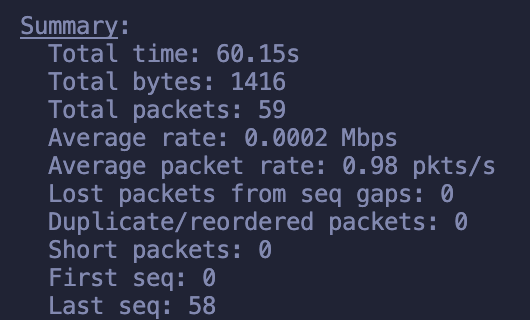 Summary:
Total time: 60.15s
Total bytes: 1416
Total packets: 59
Average rate: 0.0002 Mbps
Average packet rate: 0.98 pkts/s
Lost packets from seq gaps: 0
Duplicate/reordered packets: 0
Short packets: 0
First seq: 0
Last seq: 58